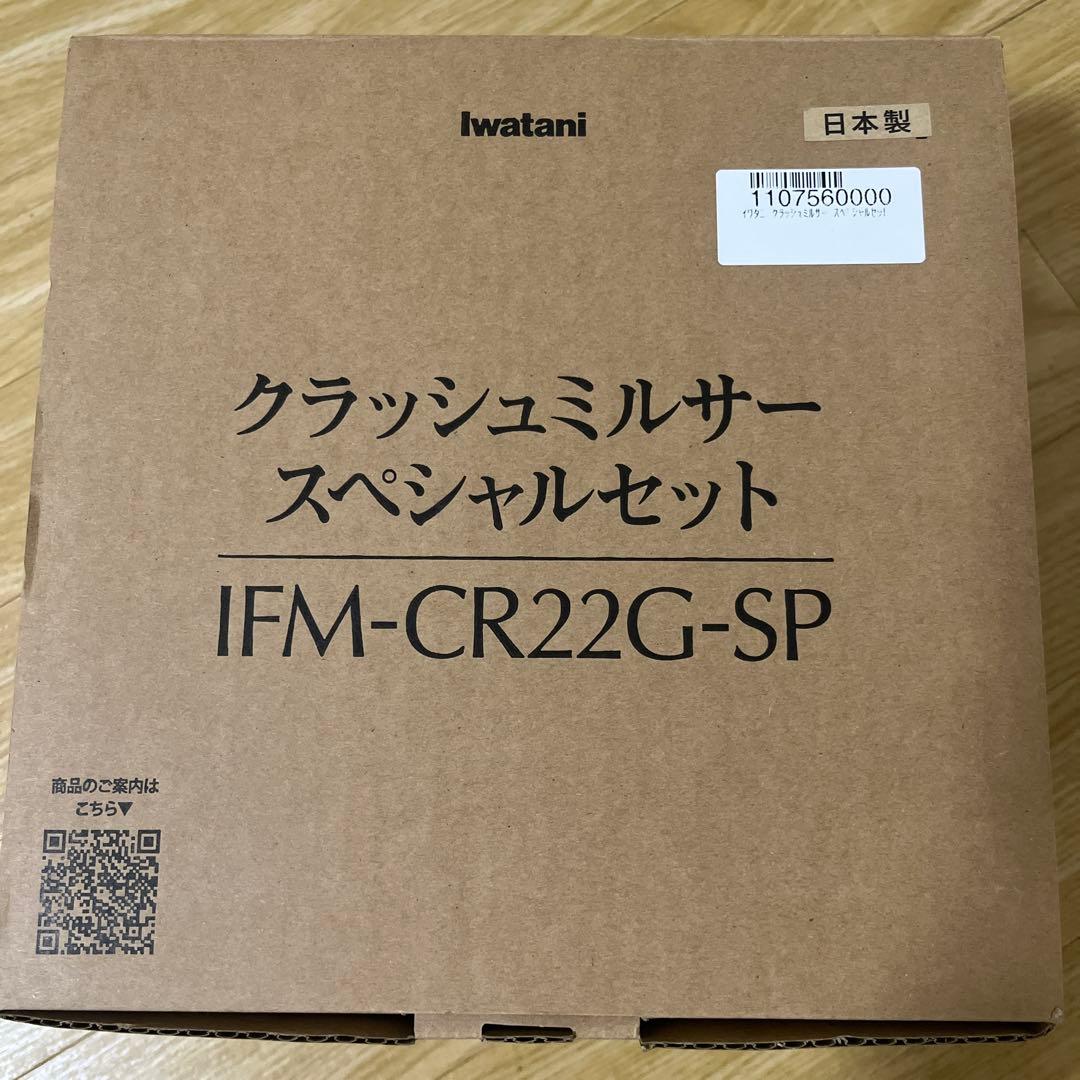 Iwatani
日本製
1107560000
イワタニ クラッシュミルサー スペシャルセット
クラッシュミルサー
スペシャルセット
IFM-CR22G-SP
商品のご案内は
こちら▼